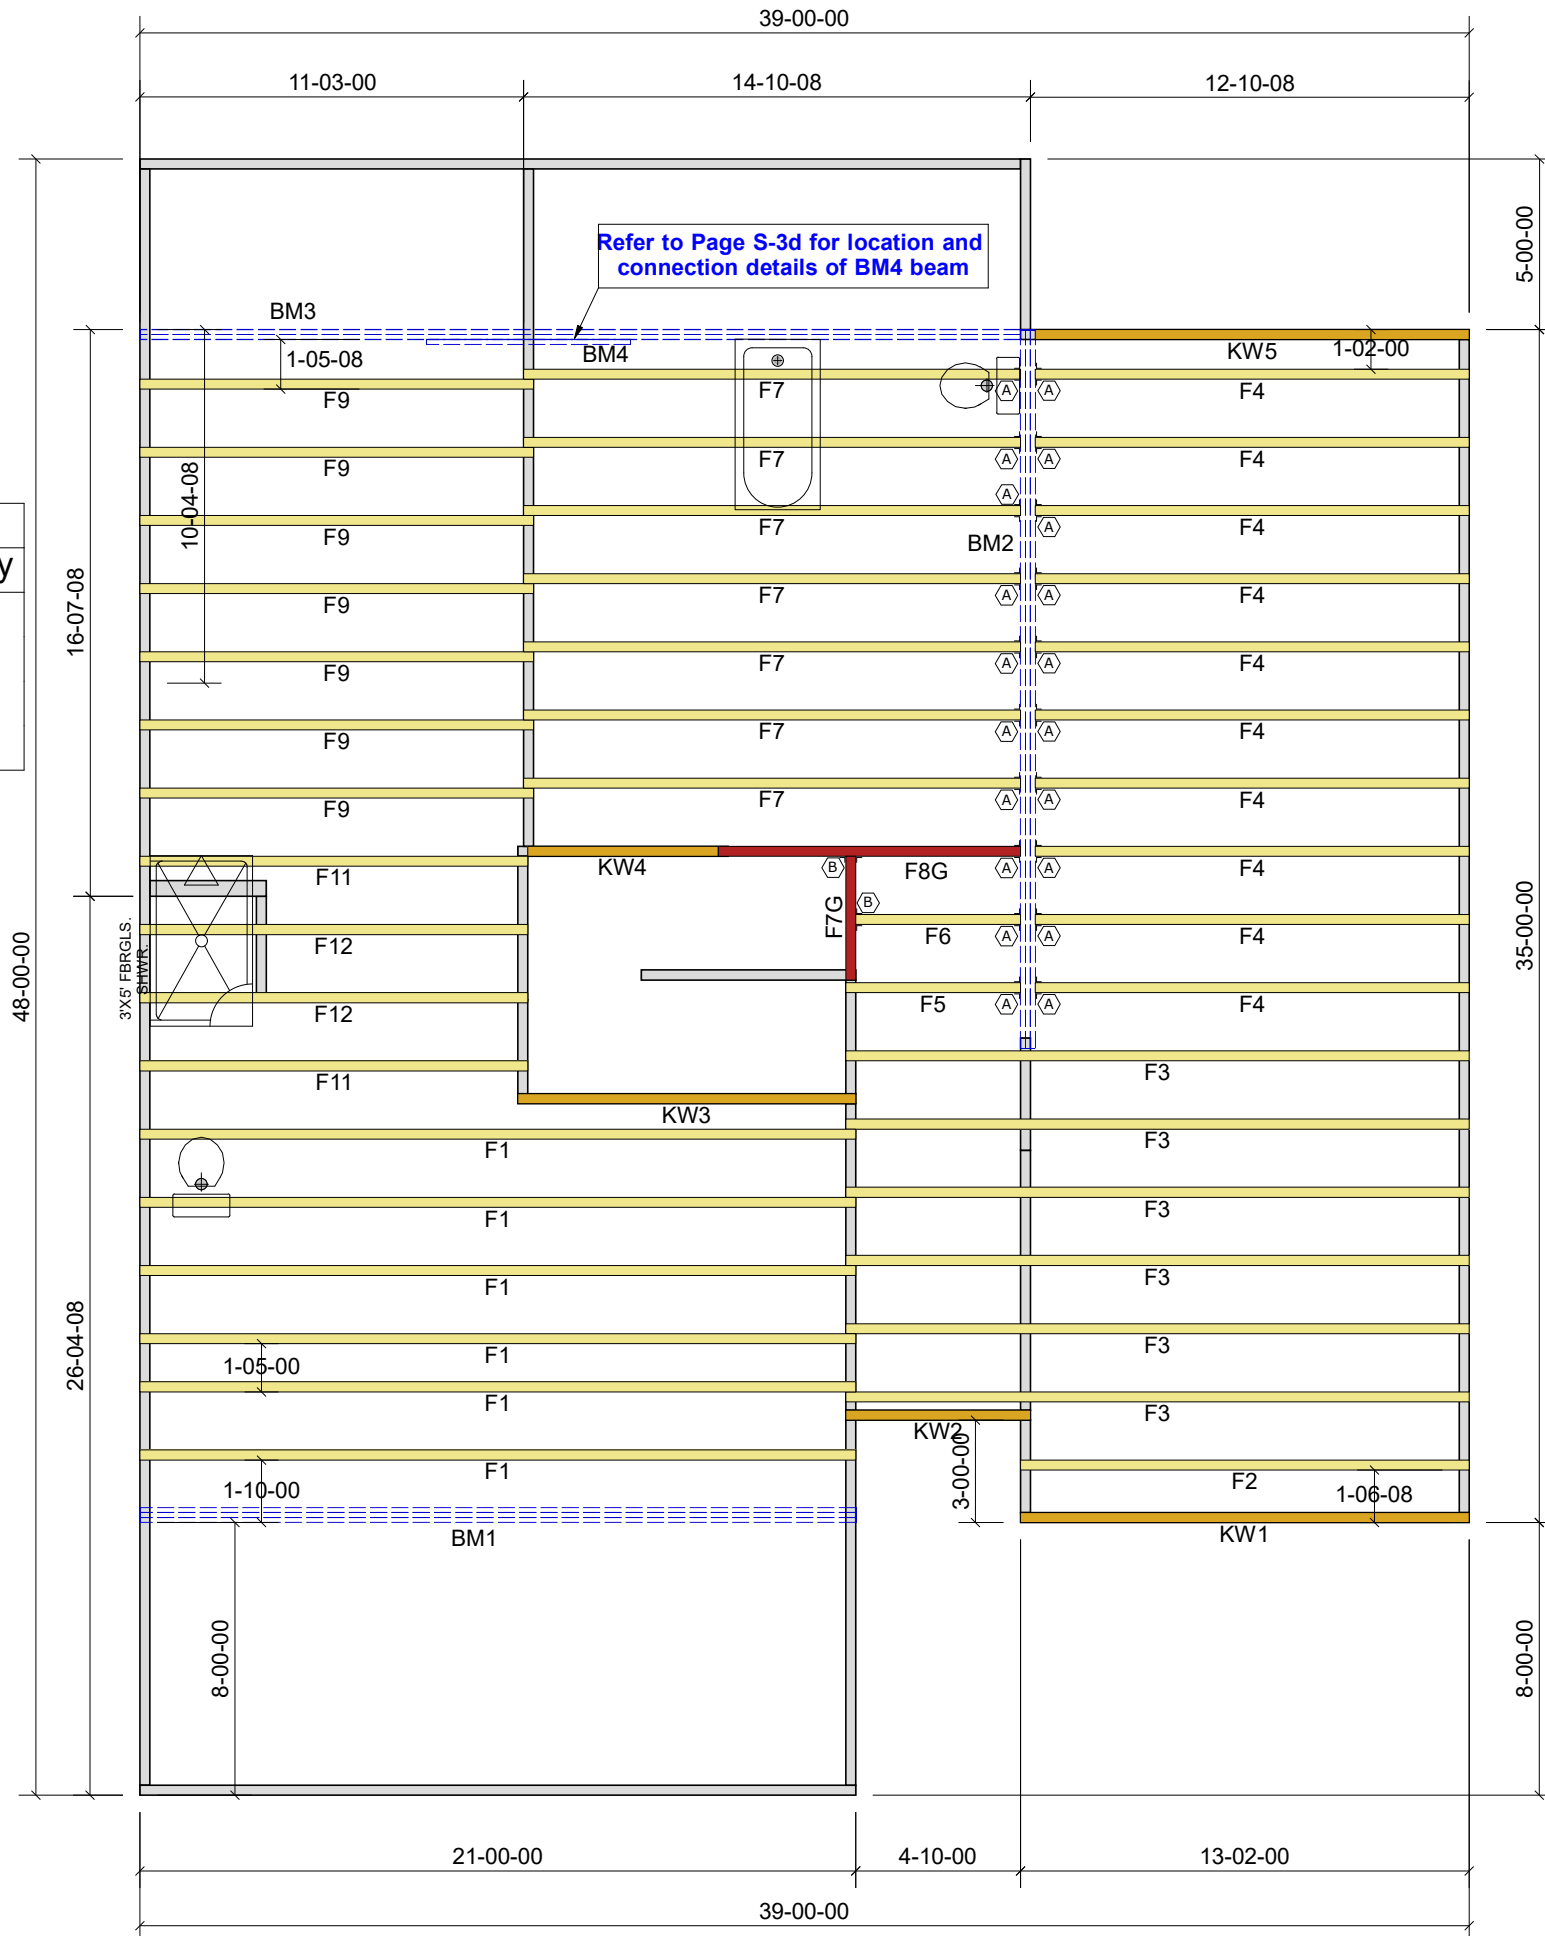 39-00-00
11-03-00
14-10-08
12-10-08
5-00-00
Refer to Page S-3d for location and
connection details of BM4 beam
BM3
1-05-08
BM4
KW5
1-02-00
F9
F7
A
A
F4
F9
F7
A
A
F4
10-04-08
A
F9
F7
BM2
A
F4
y
16-07-08
F9
F7
A
A
F4
F9
F7
A
A
F4
F9
F7
A
A
F4
F9
F7
A
A
F4
F11
KW4
B
F8G
A
A
F4
F7G
B
3'X5' FBRGLS.
SHWR.
F12
F6
A
A
F4
48-00-00
35-00-00
F12
F5
A
A
F4
F11
F3
KW3
F1
F3
F1
F3
F1
F3
26-04-08
1-05-00
F1
F3
F1
F3
KW2
3-00-00
F1
F2
1-10-00
1-06-08
BM1
KW1
8-00-00
8-00-00
21-00-00
4-10-00
13-02-00
39-00-00